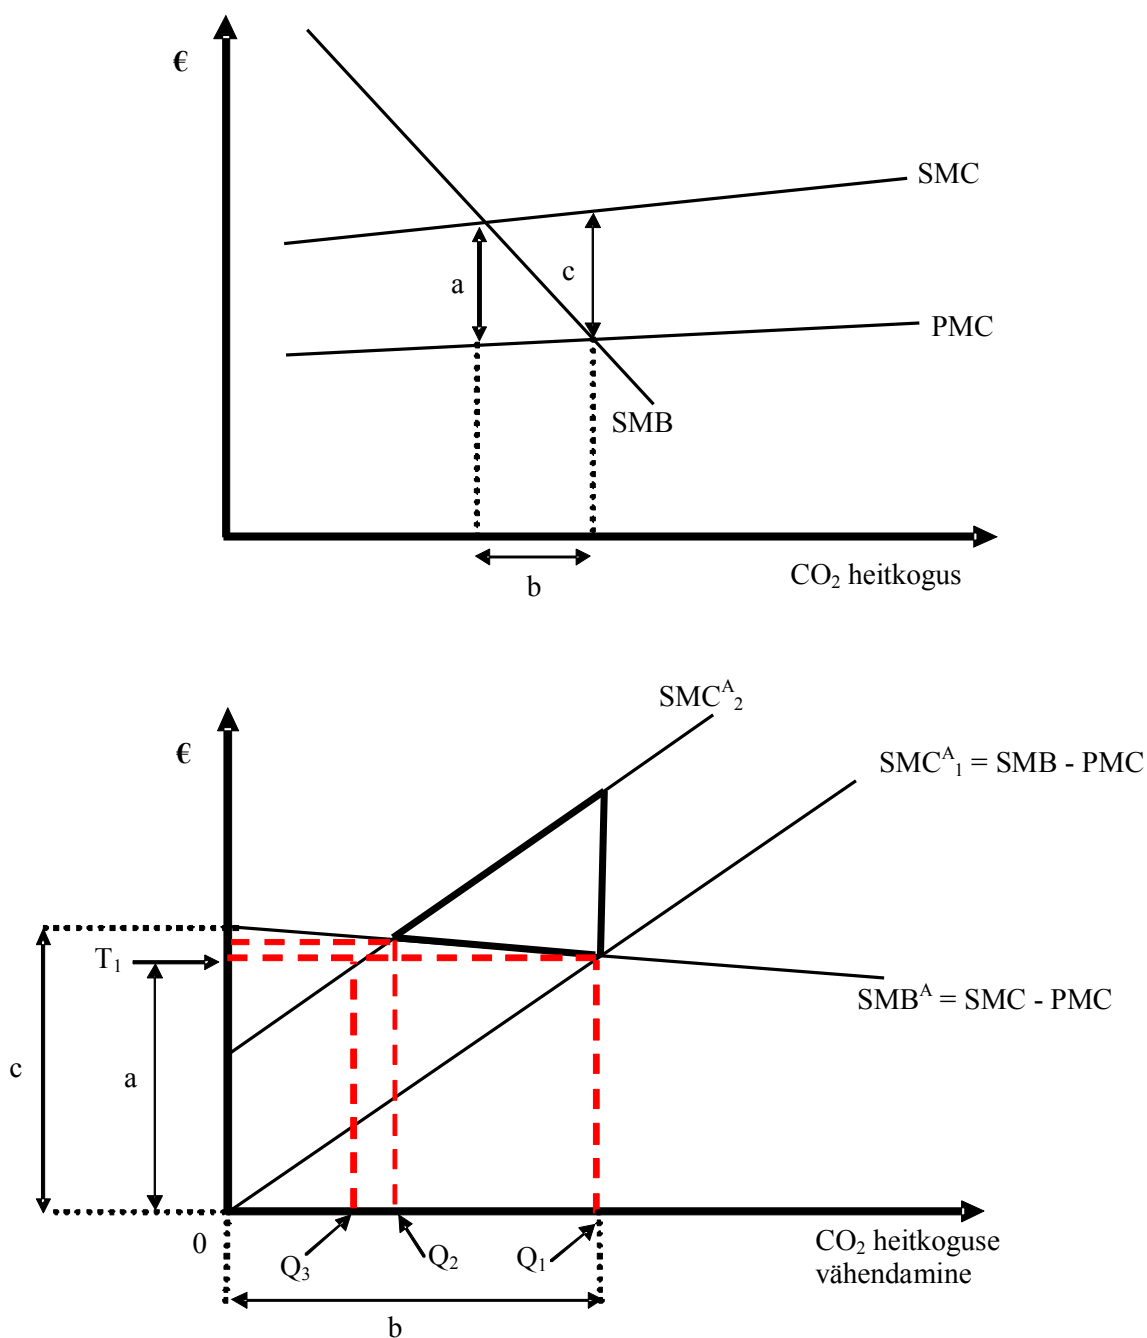 €
SMC
a
c
PMC
SMB
b
CO₂ heitkogus
SMCᴬ₂
€
SMCᴬ₁ = SMB - PMC
T₁
SMBᴬ = SMC - PMC
c
a
0
Q₃
Q₂
Q₁
CO₂ heitkoguse
vähendamine
b